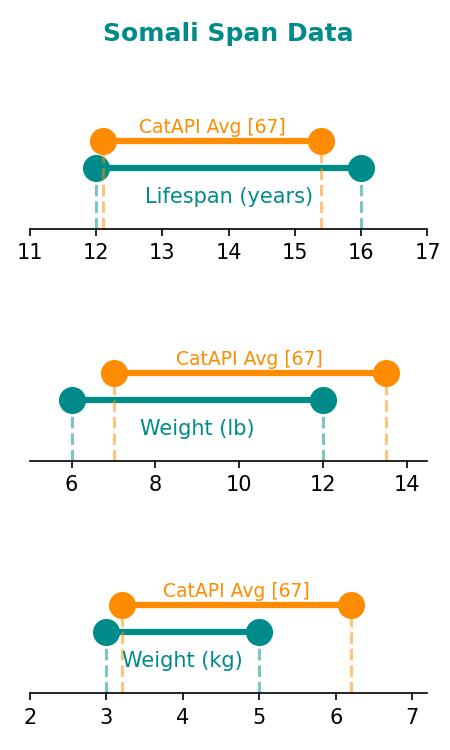 Somali Span Data
CatAPI Avg [67]
Lifespan (years)
11 12 13 14 15 16 17
CatAPI Avg [67]
Weight (lb)
6 8 10 12 14
CatAPI Avg [67]
Weight (kg)
2 3 4 5 6 7